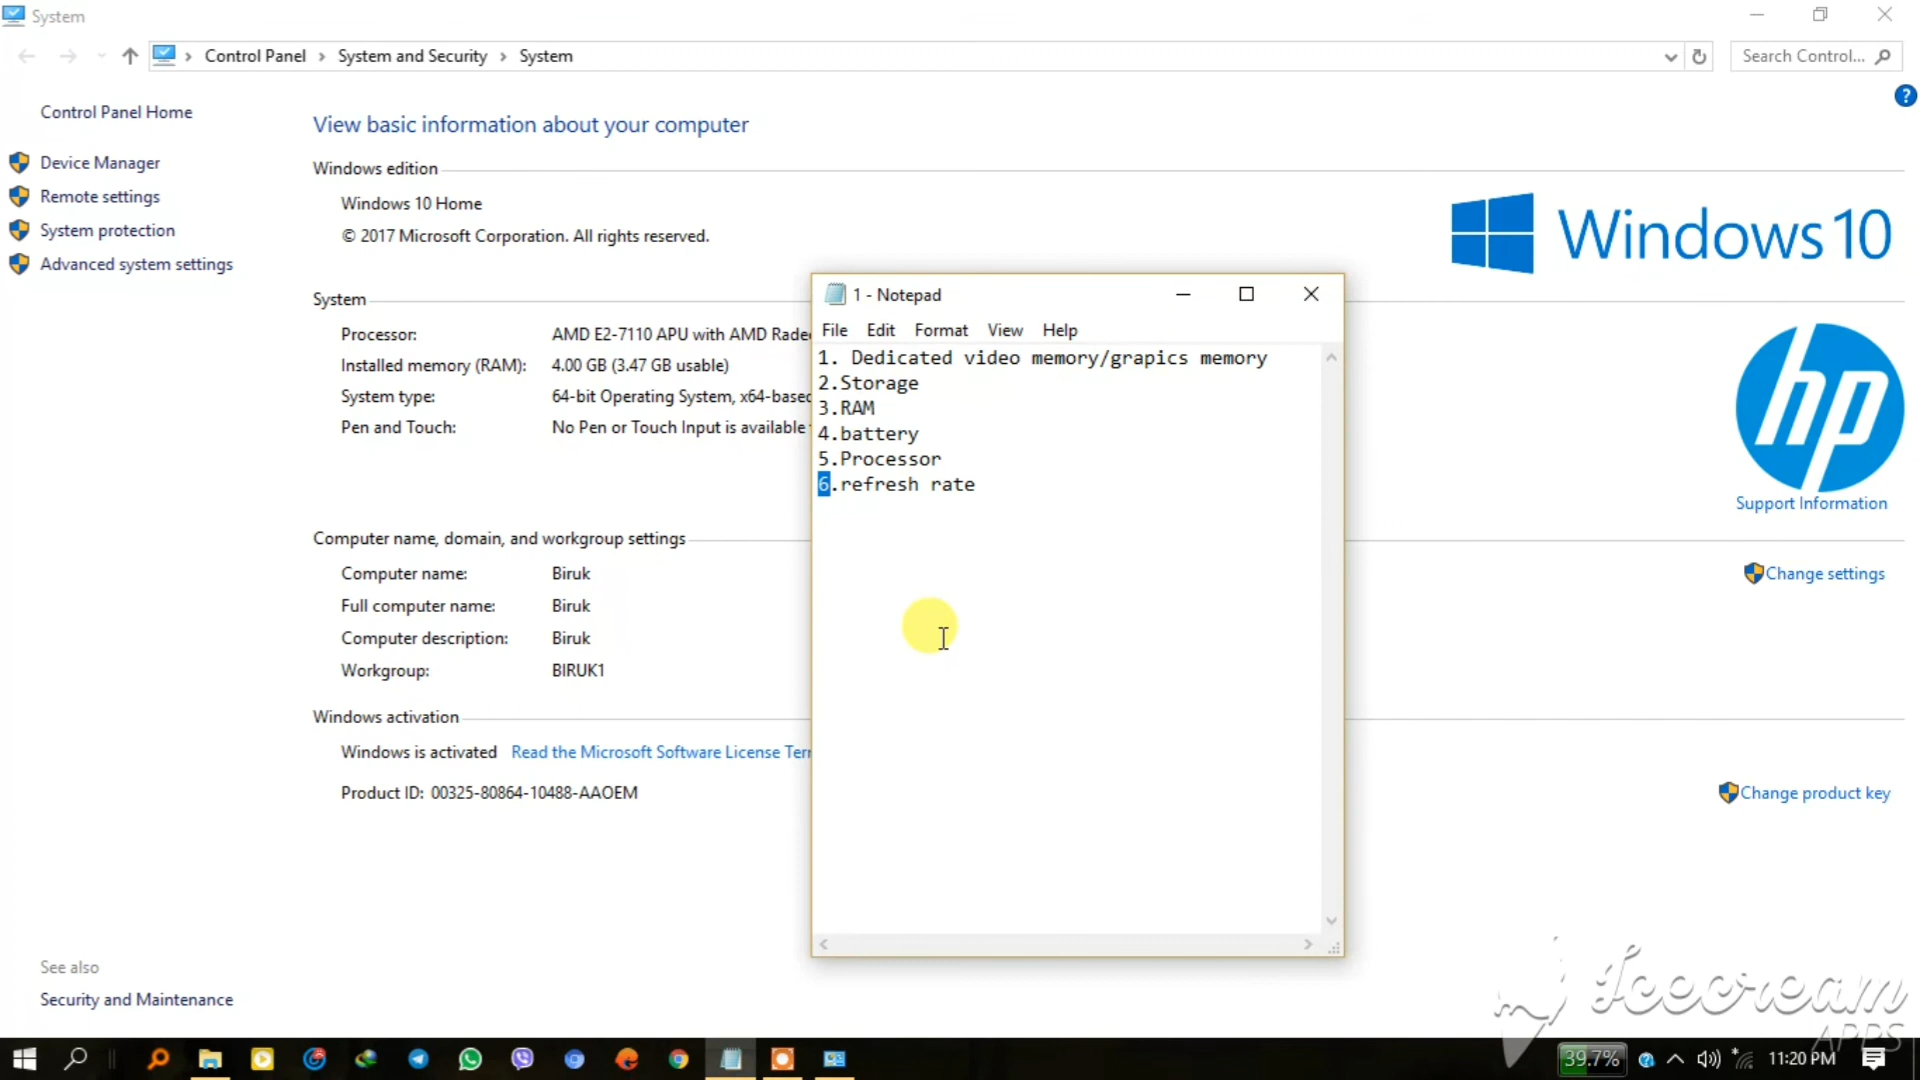 System
Control Panel
System and Security
System
Search Control...
Control Panel Home
Device Manager
Remote settings
System protection
Advanced system settings
View basic information about your computer
Windows edition
Windows 10 Home
© 2017 Microsoft Corporation. All rights reserved.
Windows 10
System
Processor: AMD E2-7110 APU with AMD Rade
Installed memory (RAM): 4.00 GB (3.47 GB usable)
System type: 64-bit Operating System, x64-based
Pen and Touch: No Pen or Touch Input is available
hp
Support Information
1 - Notepad
File Edit Format View Help
1. Dedicated video memory/grapics memory
2.Storage
3.RAM
4.battery
5.Processor
6.refresh rate
Computer name, domain, and workgroup settings
Computer name: Biruk
Full computer name: Biruk
Computer description: Biruk
Workgroup: BIRUK1
Change settings
Windows activation
Windows is activated Read the Microsoft Software License Ter
Product ID: 00325-80864-10488-AAOEM
Change product key
See also
Security and Maintenance
Icecream
APPS
39.7%
11:20 PM